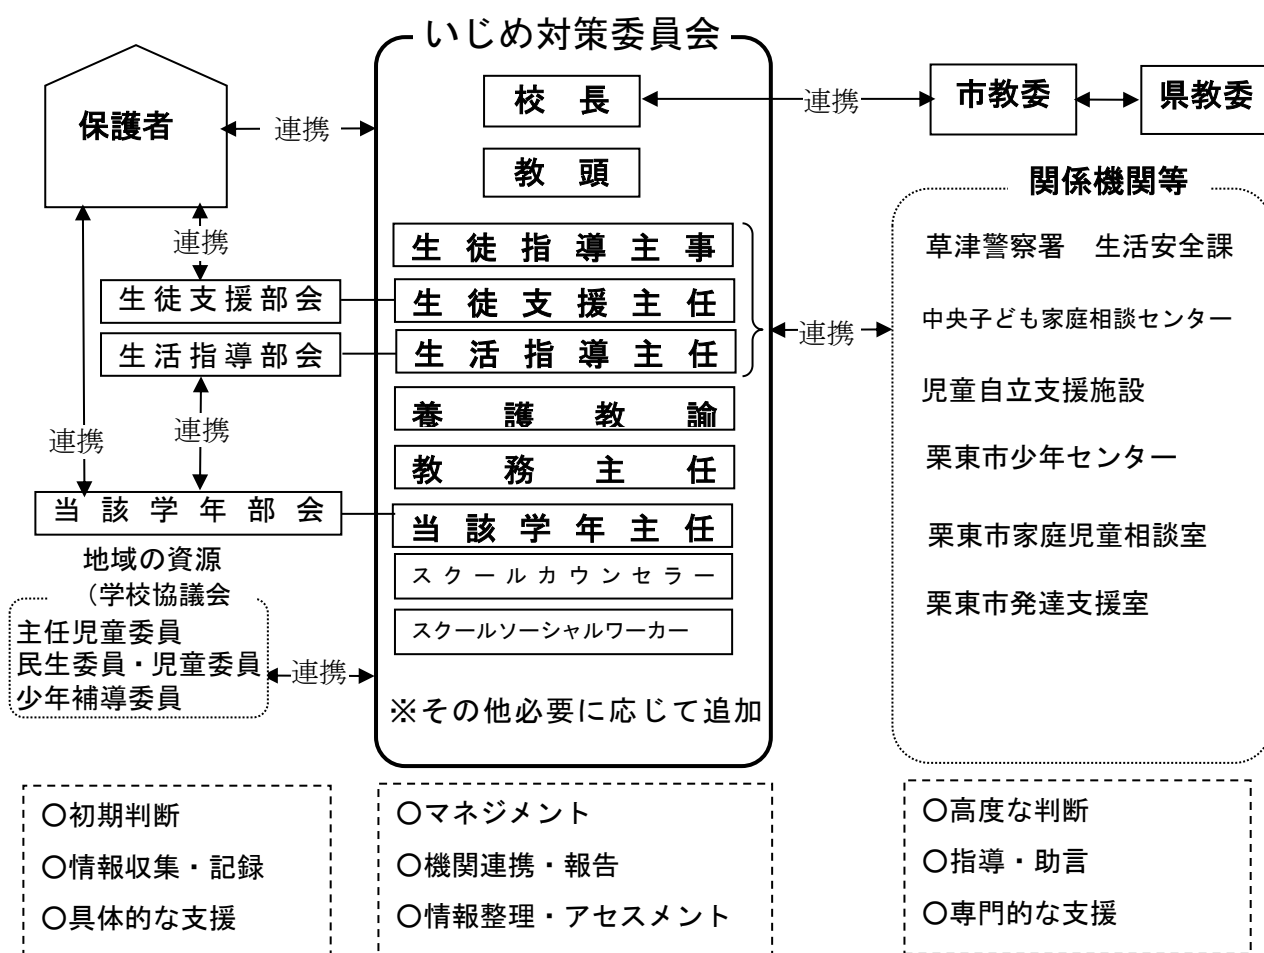 いじめ対策委員会
校長
教頭
生徒指導主事
生徒支援主任
生活指導主任
養護教諭
教務主任
当該学年主任
スクールカウンセラー
スクールソーシャルワーカー
※その他必要に応じて追加
保護者
連携
連携
生徒支援部会
生活指導部会
連携
連携
当該学年部会
地域の資源
（学校協議会
主任児童委員
民生委員・児童委員
少年補導委員
連携
連携
市教委
県教委
関係機関等
連携
草津警察署 生活安全課
中央子ども家庭相談センター
児童自立支援施設
栗東市少年センター
栗東市家庭児童相談室
栗東市発達支援室
○初期判断
○情報収集・記録
○具体的な支援
○マネジメント
○機関連携・報告
○情報整理・アセスメント
○高度な判断
○指導・助言
○専門的な支援